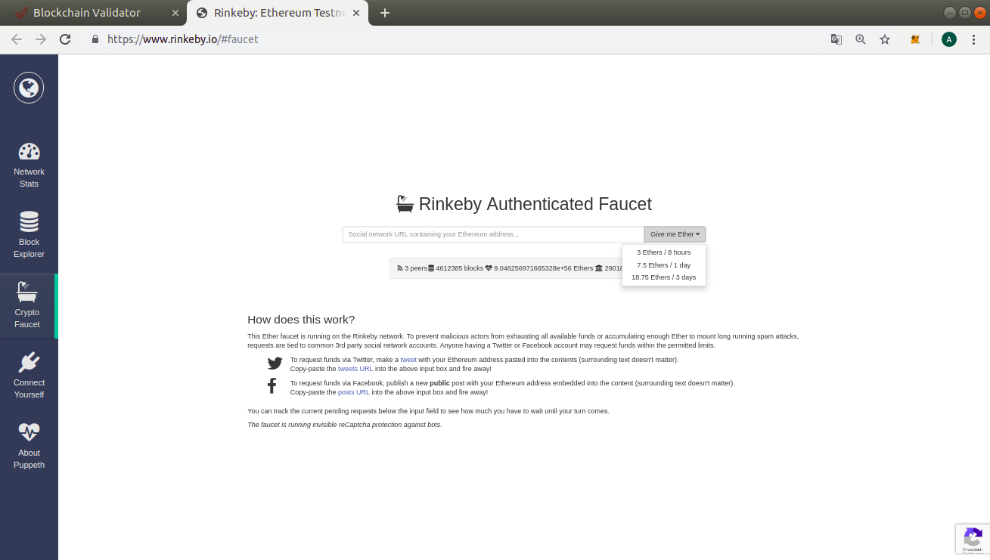 Blockchain Validator
Rinkeby: Ethereum Testne
https://www.rinkeby.io/#faucet
A
Network
Stats
Block
Explorer
Crypto
Faucet
Connect
Yourself
About
Puppeth
Rinkeby Authenticated Faucet
Social network URL containing your Ethereum address...
Give me Ether
3 Ethers / 8 hours
7.5 Ethers / 1 day
18.75 Ethers / 3 days
3 peers 4612385 blocks 9.046256971665328e+56 Ethers 29018
How does this work?
This Ether faucet is running on the Rinkeby network. To prevent malicious actors from exhausting all available funds or accumulating enough Ether to mount long running spam attacks,
requests are tied to common 3rd party social network accounts. Anyone having a Twitter or Facebook account may request funds within the permitted limits.
To request funds via Twitter, make a tweet with your Ethereum address pasted into the contents (surrounding text doesn't matter).
Copy-paste the tweets URL into the above input box and fire away!
To request funds via Facebook, publish a new public post with your Ethereum address embedded into the content (surrounding text doesn't matter).
Copy-paste the posts URL into the above input box and fire away!
You can track the current pending requests below the input field to see how much you have to wait until your turn comes.
The faucet is running invisible reCaptcha protection against bots.